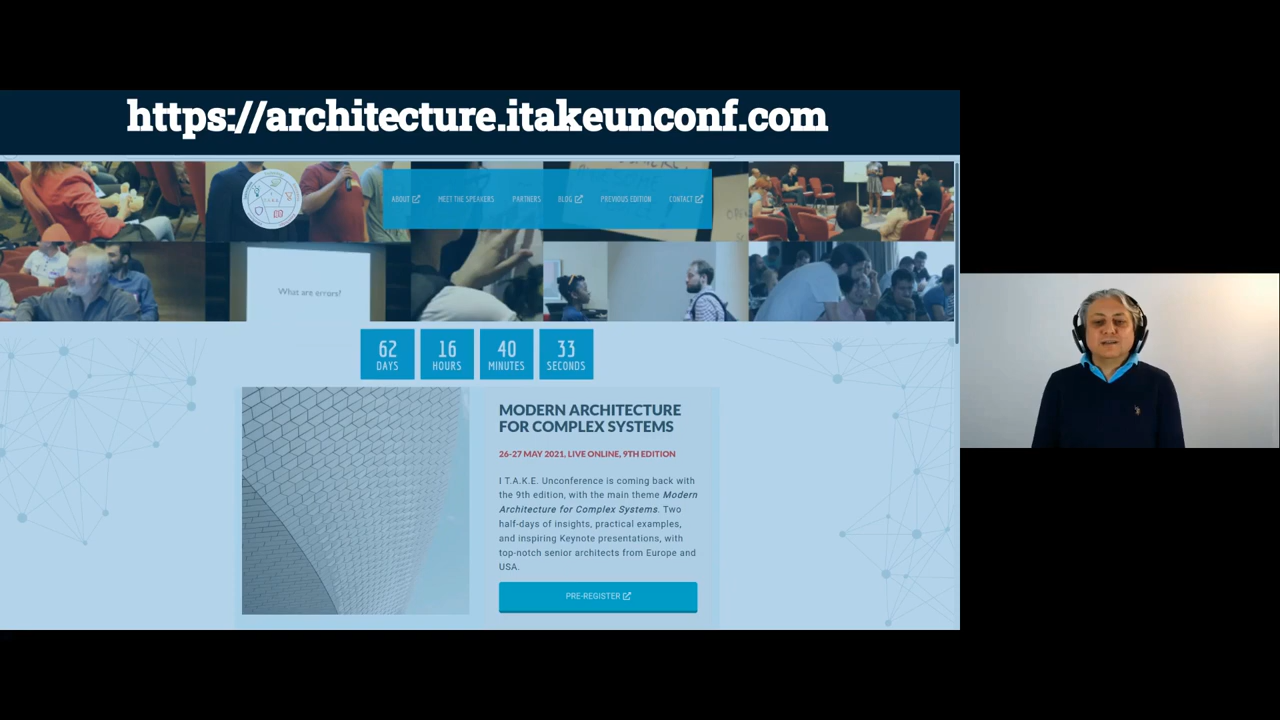 https://architecture.itakeunconf.com
ABOUT MEET THE SPEAKERS PARTNERS BLOG PREVIOUS EDITION CONTACT
What are errors?
62 16 40 33
DAYS HOURS MINUTES SECONDS
MODERN ARCHITECTURE
FOR COMPLEX SYSTEMS
26-27 MAY 2021, LIVE ONLINE, 9TH EDITION
I T.A.K.E. Unconference is coming back with
the 9th edition, with the main theme Modern
Architecture for Complex Systems. Two
half-days of insights, practical examples,
and inspiring Keynote presentations, with
top-notch senior architects from Europe and
USA.
PRE-REGISTER